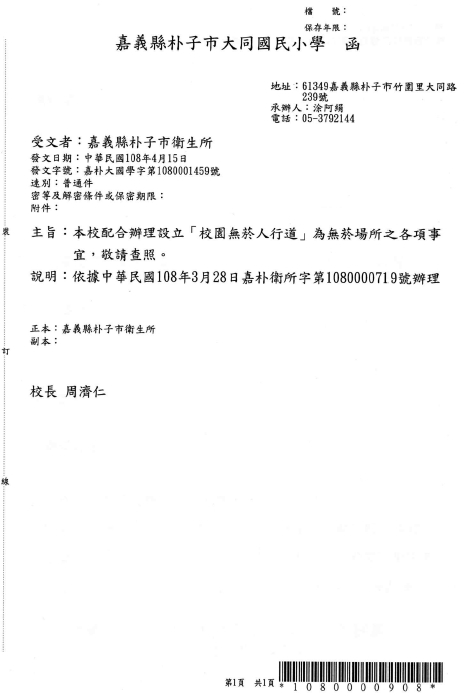 檔　　號：
保存年限：
嘉義縣朴子市大同國民小學　函
地址：61349嘉義縣朴子市竹圍里大同路
239號
承辦人：涂阿絹
電話：05-3792144
受文者：嘉義縣朴子市衛生所
發文日期：中華民國108年4月15日
發文字號：嘉朴大國學字第1080001459號
速別：普通件
密等及解密條件或保密期限：
附件：
主旨：本校配合辦理設立「校園無菸人行道」為無菸場所之各項事
宜，敬請查照。
說明：依據中華民國108年3月28日嘉朴衛所字第1080000719號辦理
正本：嘉義縣朴子市衛生所
副本：
校長 周濟仁
裝
訂
線
第1頁　共1頁
*1080000908*